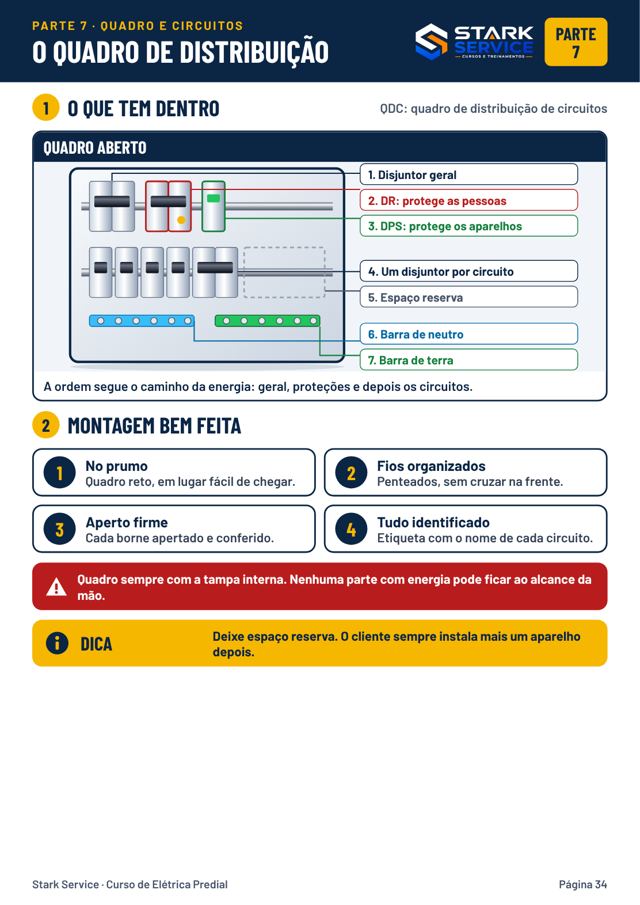 PARTE 7 · QUADRO E CIRCUITOS
O QUADRO DE DISTRIBUIÇÃO
STARK
SERVICE
CURSOS E TREINAMENTOS
PARTE
7
1 O QUE TEM DENTRO
QDC: quadro de distribuição de circuitos
QUADRO ABERTO
1. Disjuntor geral
2. DR: protege as pessoas
3. DPS: protege os aparelhos
4. Um disjuntor por circuito
5. Espaço reserva
6. Barra de neutro
7. Barra de terra
A ordem segue o caminho da energia: geral, proteções e depois os circuitos.
2 MONTAGEM BEM FEITA
1 No prumo
Quadro reto, em lugar fácil de chegar.
2 Fios organizados
Penteados, sem cruzar na frente.
3 Aperto firme
Cada borne apertado e conferido.
4 Tudo identificado
Etiqueta com o nome de cada circuito.
Quadro sempre com a tampa interna. Nenhuma parte com energia pode ficar ao alcance da
mão.
DICA
Deixe espaço reserva. O cliente sempre instala mais um aparelho
depois.
Stark Service · Curso de Elétrica Predial
Página 34